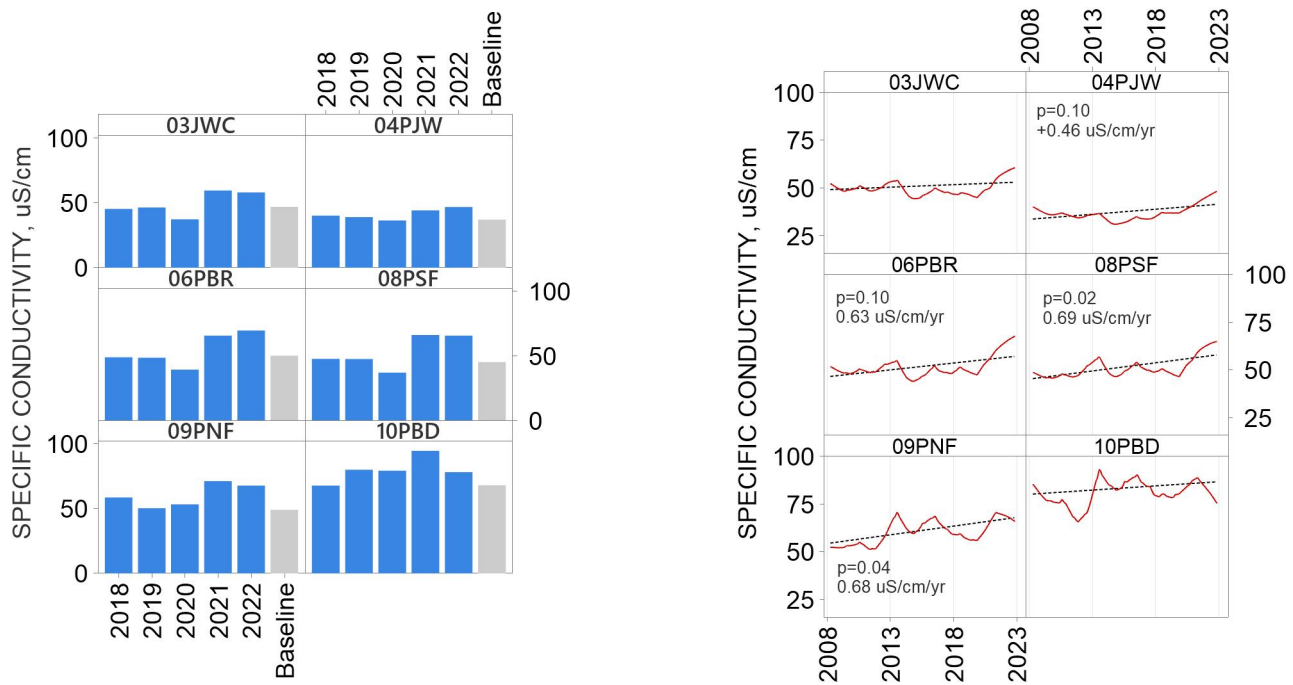 SPECIFIC CONDUCTIVITY, uS/cm
2018
2019
2020
2021
2022
Baseline
03JWC
04PJW
100
50
0
06PBR
08PSF
100
50
0
09PNF
10PBD
100
50
0
2018
2019
2020
2021
2022
Baseline
SPECIFIC CONDUCTIVITY, uS/cm
2008
2013
2018
2023
03JWC
04PJW
100
75
50
25
p=0.10
+0.46 uS/cm/yr
06PBR
08PSF
p=0.10
0.63 uS/cm/yr
p=0.02
0.69 uS/cm/yr
100
75
50
25
09PNF
10PBD
100
75
50
25
p=0.04
0.68 uS/cm/yr
2008
2013
2018
2023